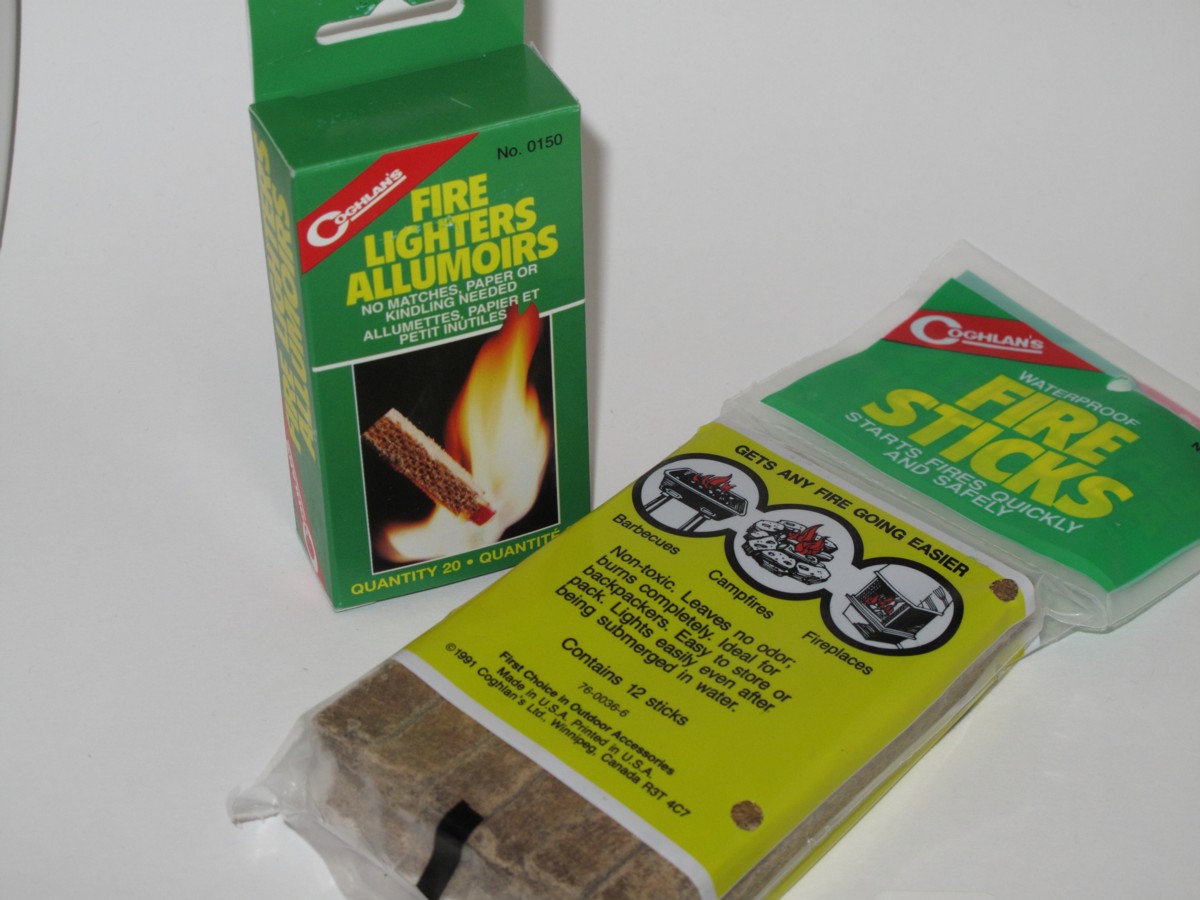 No. 0150
COGHLAN'S
FIRE
LIGHTERS
ALLUMOIRS
NO MATCHES, PAPER OR
KINDLING NEEDED
ALLUMETTES, PAPIER ET
PETIT INUTILES
QUANTITY 20 • QUANTITÉ
COGHLAN'S
WATERPROOF
FIRE
STICKS
STARTS FIRES QUICKLY
AND SAFELY
GETS ANY FIRE GOING EASIER
Barbecues
Campfires
Fireplaces
Non-toxic. Leaves no odor;
burns completely. Ideal for
backpackers. Easy to store or
pack. Lights easily even after
being submerged in water.
Contains 12 sticks
76-0036-6
First Choice in Outdoor Accessories
Made in U.S.A. Printed in U.S.A.
©1991 Coghlan's Ltd., Winnipeg, Canada R3T 4C7